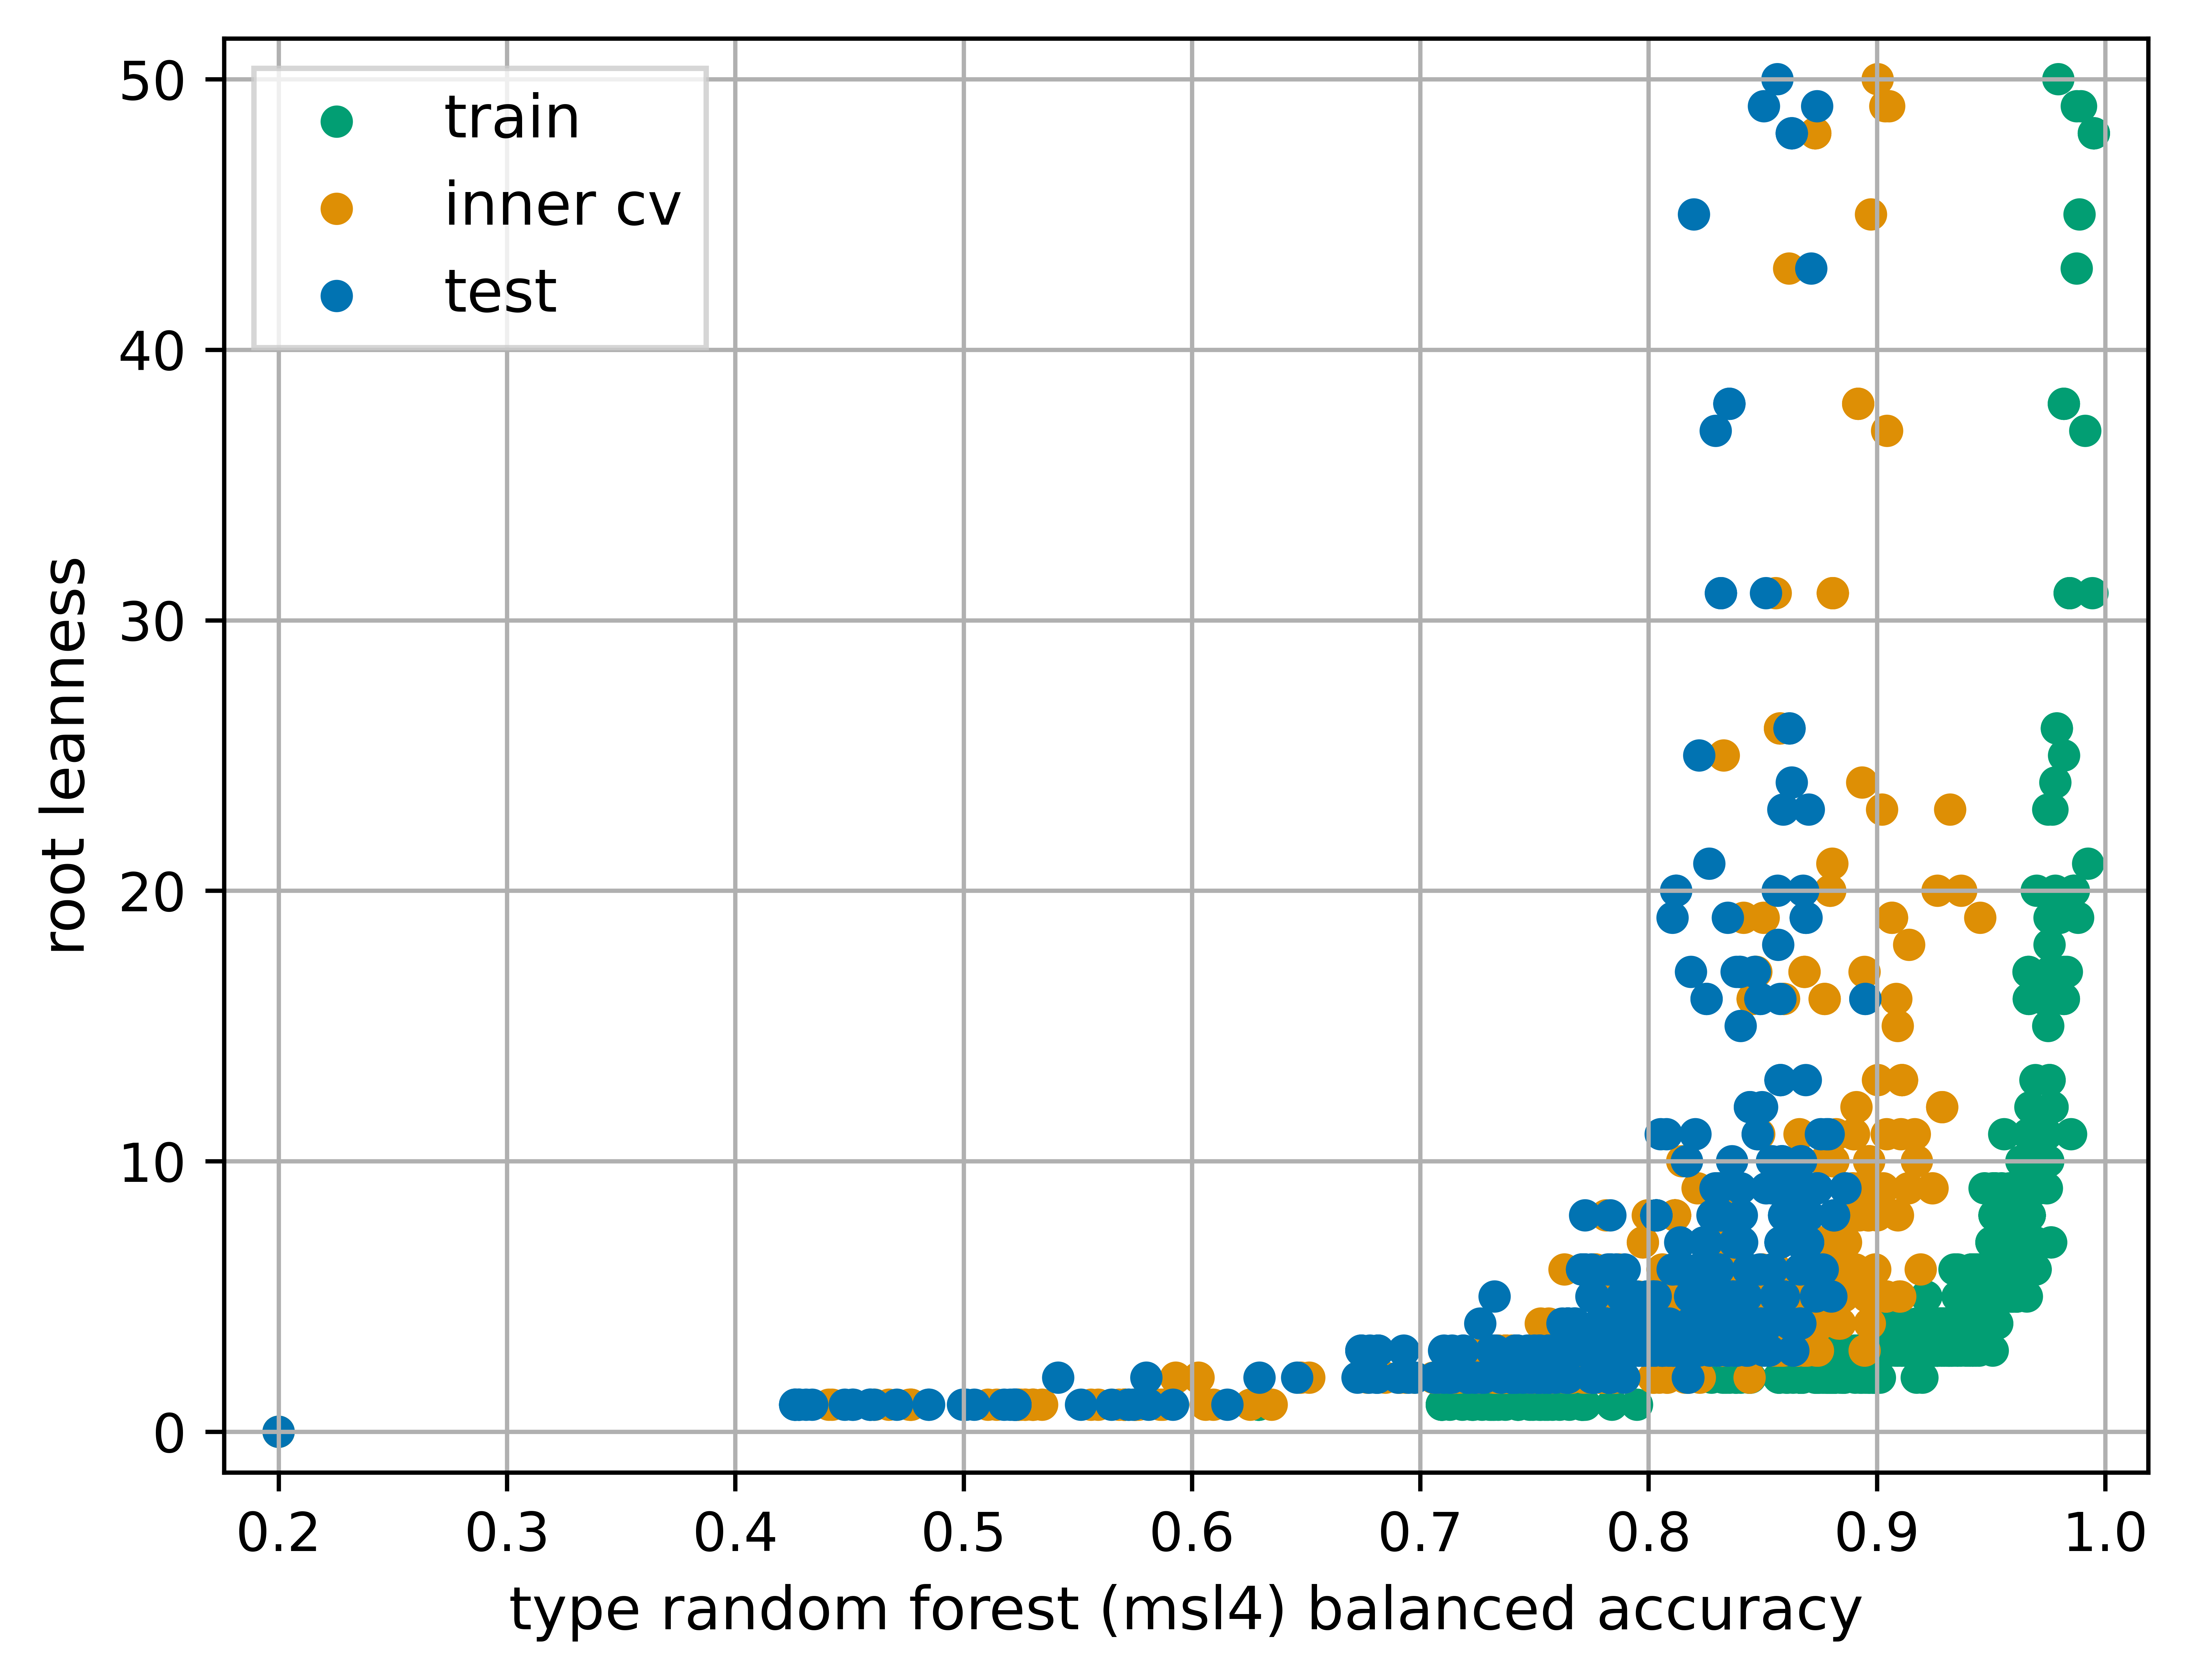 train
inner cv
test
50
40
30
20
10
0
root leanness
0.2 0.3 0.4 0.5 0.6 0.7 0.8 0.9 1.0
type random forest (msl4) balanced accuracy